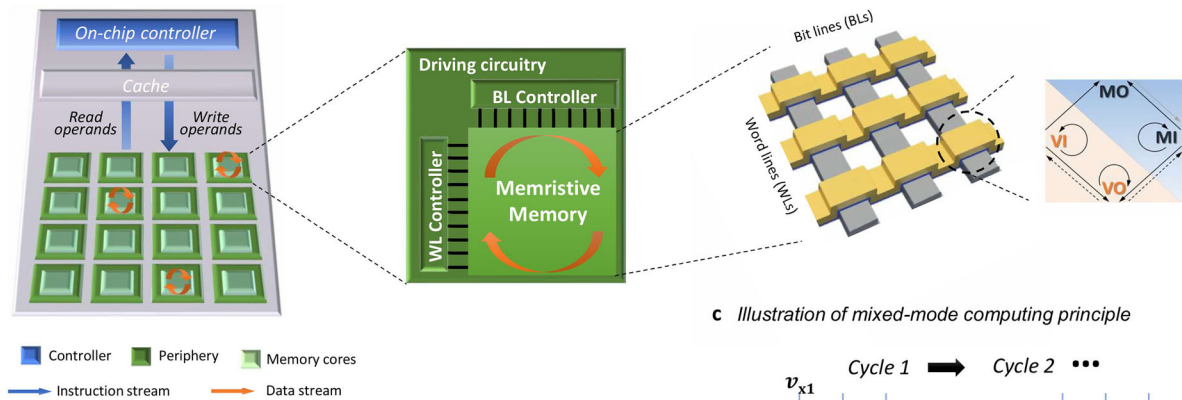 On-chip controller
Cache
Read
operands
Write
operands
Driving circuitry
BL Controller
WL Controller
Memristive
Memory
Bit lines (BLs)
Word lines (WLs)
MO
VI
MI
VO
Controller
Periphery
Memory cores
Instruction stream
Data stream
c Illustration of mixed-mode computing principle
Cycle 1
Cycle 2
vx1